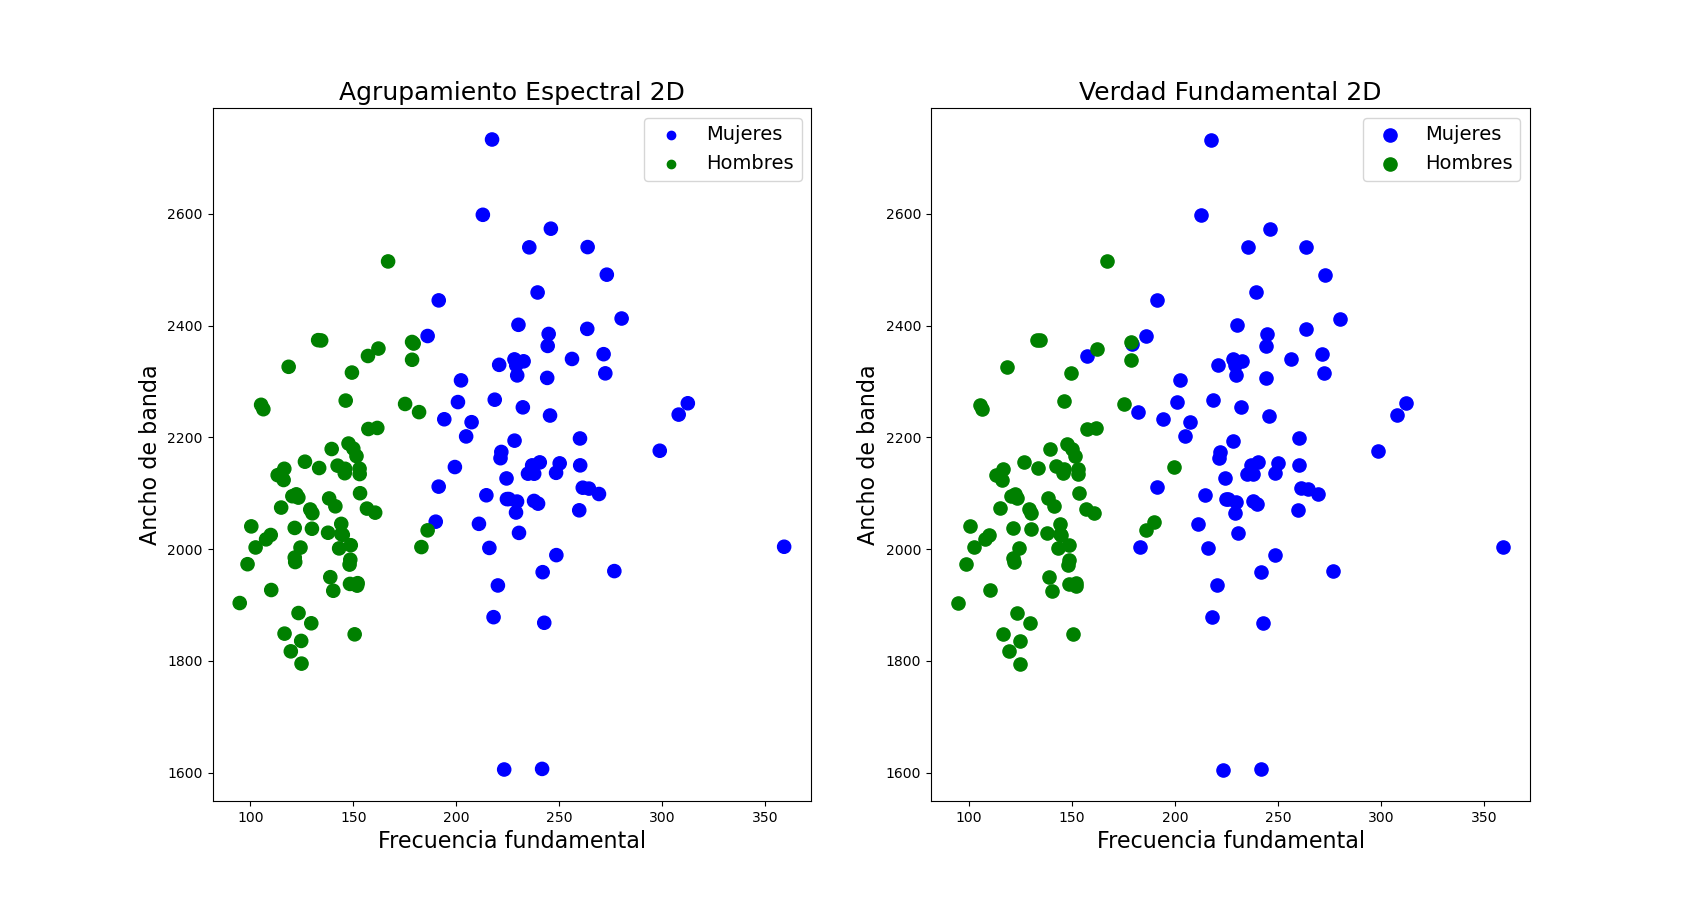 Agrupamiento Espectral 2D
Mujeres
Hombres
2600
2400
2200
2000
1800
1600
Ancho de banda
100 150 200 250 300 350
Frecuencia fundamental
Verdad Fundamental 2D
Mujeres
Hombres
2600
2400
2200
2000
1800
1600
Ancho de banda
100 150 200 250 300 350
Frecuencia fundamental